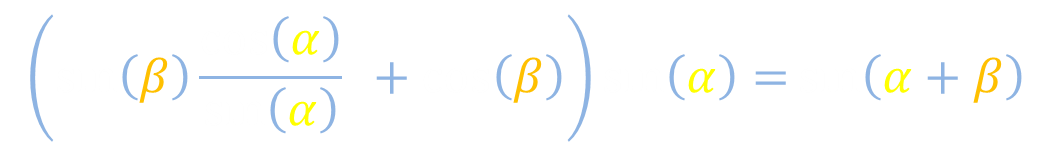 ( (β) (α)/(α) + (β) ) (α) = (α + β)